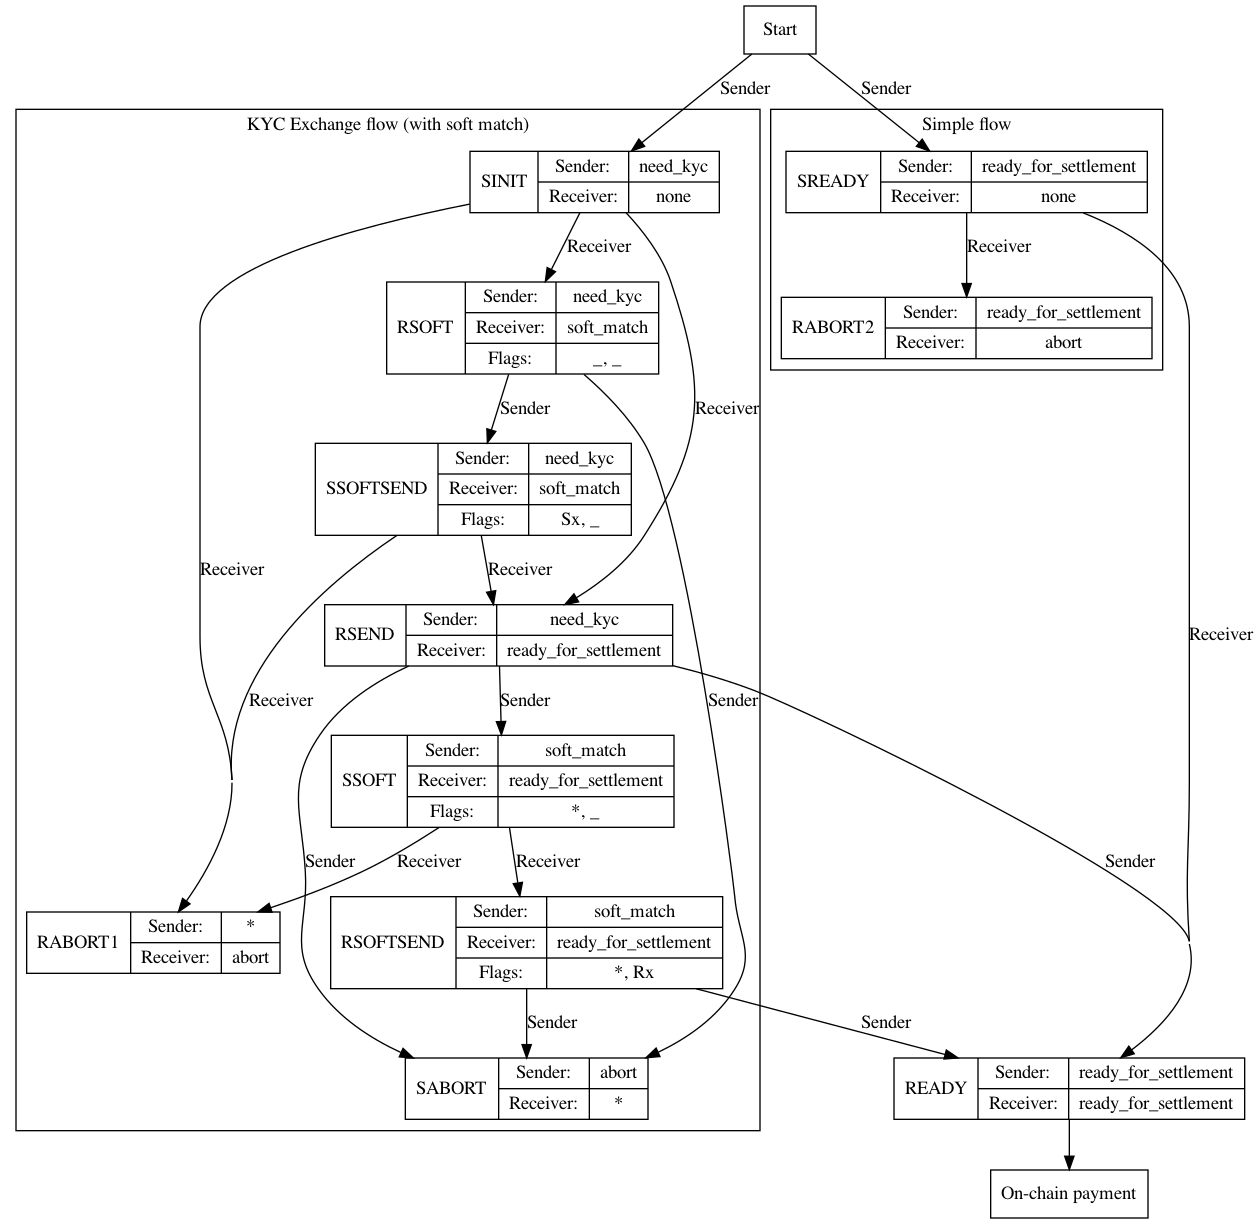 Start
Sender
Sender
KYC Exchange flow (with soft match)
Simple flow
SINIT
Sender: need_kyc
Receiver: none
SREADY
Sender: ready_for_settlement
Receiver: none
Receiver
Receiver
RSOFT
Sender: need_kyc
Receiver: soft_match
Flags: _, _
RABORT2
Sender: ready_for_settlement
Receiver: abort
Sender
Receiver
SSOFTSEND
Sender: need_kyc
Receiver: soft_match
Flags: Sx, _
Receiver
Receiver
RSEND
Sender: need_kyc
Receiver: ready_for_settlement
Receiver
Receiver
Sender
Sender
SSOFT
Sender: soft_match
Receiver: ready_for_settlement
Flags: *, _
Sender
Receiver
Receiver
Sender
RABORT1
Sender: *
Receiver: abort
RSOFTSEND
Sender: soft_match
Receiver: ready_for_settlement
Flags: *, Rx
Sender
Sender
SABORT
Sender: abort
Receiver: *
READY
Sender: ready_for_settlement
Receiver: ready_for_settlement
On-chain payment